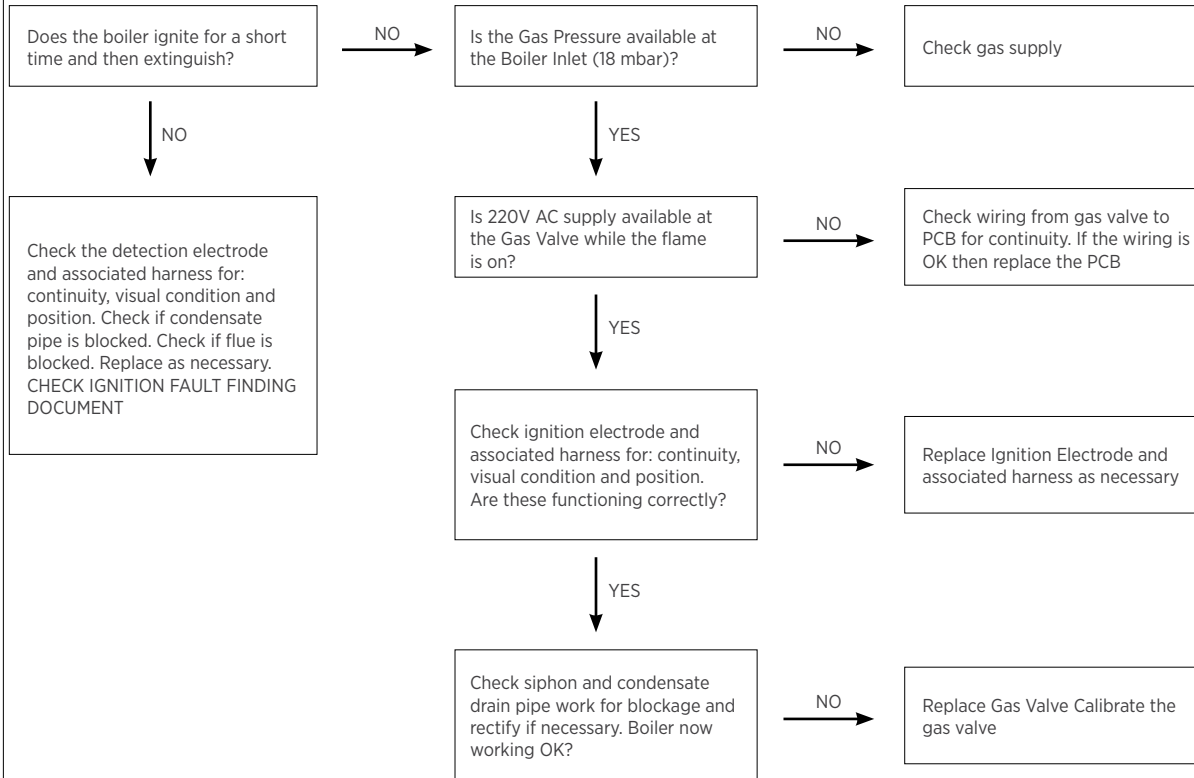 Does the boiler ignite for a short
time and then extinguish?
NO
Is the Gas Pressure available at
the Boiler Inlet (18 mbar)?
NO
Check gas supply
NO
YES
Check the detection electrode
and associated harness for:
continuity, visual condition and
position. Check if condensate
pipe is blocked. Check if flue is
blocked. Replace as necessary.
CHECK IGNITION FAULT FINDING
DOCUMENT
Is 220V AC supply available at
the Gas Valve while the flame
is on?
NO
Check wiring from gas valve to
PCB for continuity. If the wiring is
OK then replace the PCB
YES
Check ignition electrode and
associated harness for: continuity,
visual condition and position.
Are these functioning correctly?
NO
Replace Ignition Electrode and
associated harness as necessary
YES
Check siphon and condensate
drain pipe work for blockage and
rectify if necessary. Boiler now
working OK?
NO
Replace Gas Valve Calibrate the
gas valve